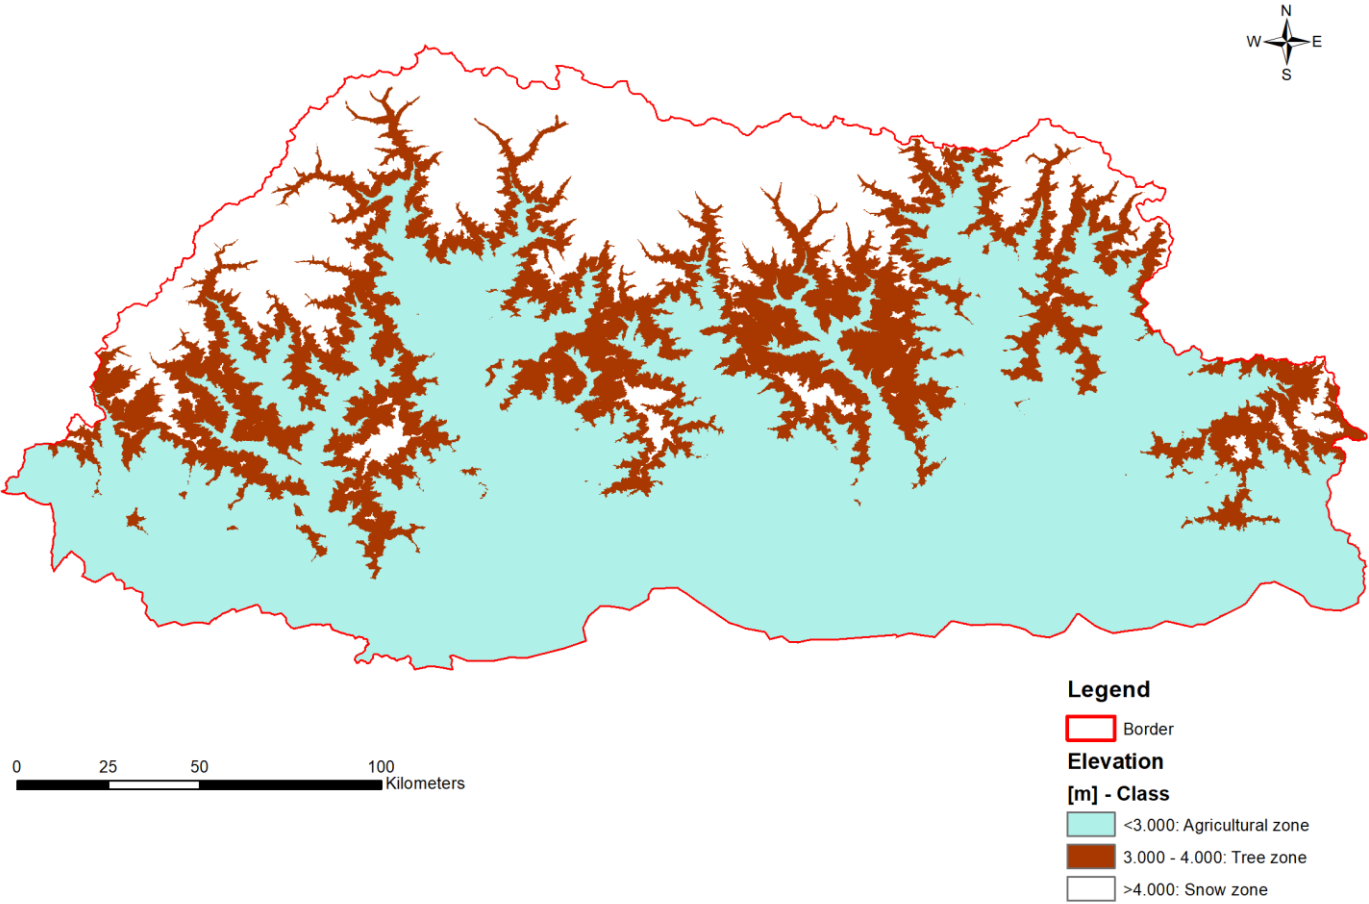 N
W E
S
Legend
Border
Elevation
[m] - Class
<3.000: Agricultural zone
3.000 - 4.000: Tree zone
>4.000: Snow zone
0 25 50 100
Kilometers